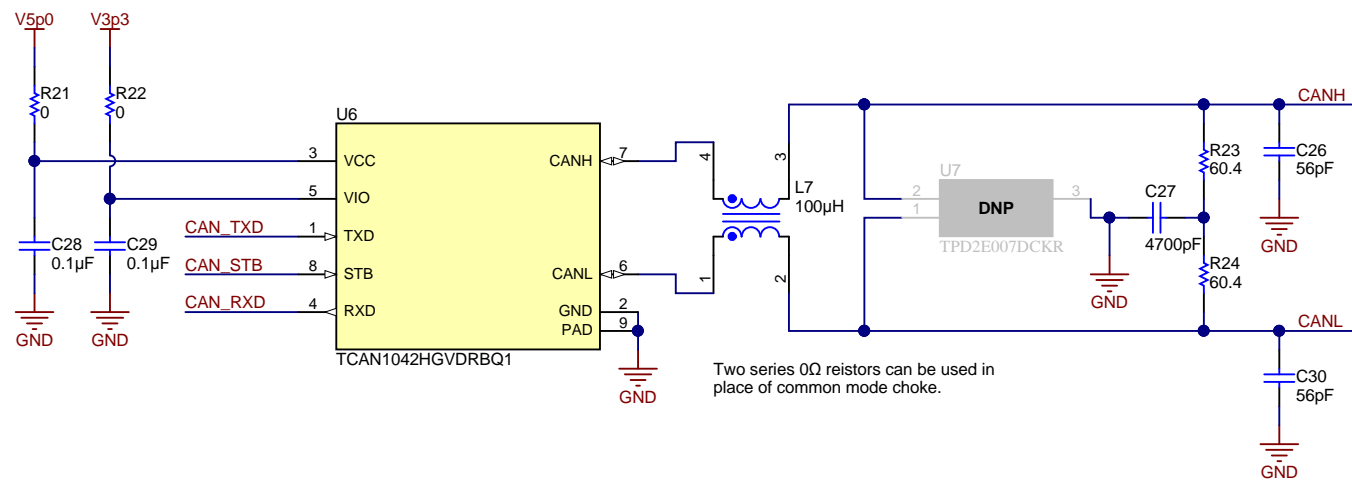 V5p0
V3p3
R21
0
R22
0
U6
3 VCC
5 VIO
CAN_TXD 1 TXD
CAN_STB 8 STB
CAN_RXD 4 RXD
CANH 7
CANL 6
GND 2
PAD 9
TCAN1042HGVDRBQ1
C28
0.1µF
C29
0.1µF
GND
GND
GND
4
3
1
2
L7
100µH
Two series 0Ω reistors can be used in
place of common mode choke.
U7
2
1
3
DNP
TPD2E007DCKR
C27
4700pF
GND
R23
60.4
R24
60.4
CANH
C26
56pF
GND
CANL
C30
56pF
GND